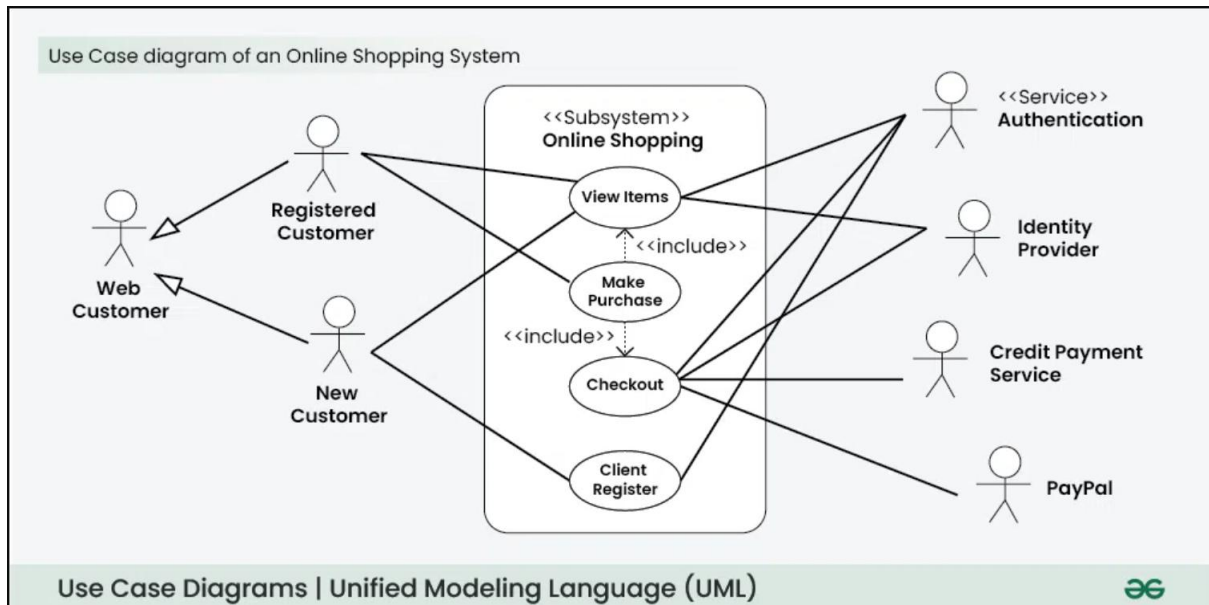 Use Case diagram of an Online Shopping System
<<Subsystem>>
Online Shopping
<<Service>>
Authentication
Registered
Customer
View Items
Identity
Provider
<<include>>
Web
Customer
Make
Purchase
<<include>>
Credit Payment
Service
New
Customer
Checkout
Client
Register
PayPal
Use Case Diagrams | Unified Modeling Language (UML)